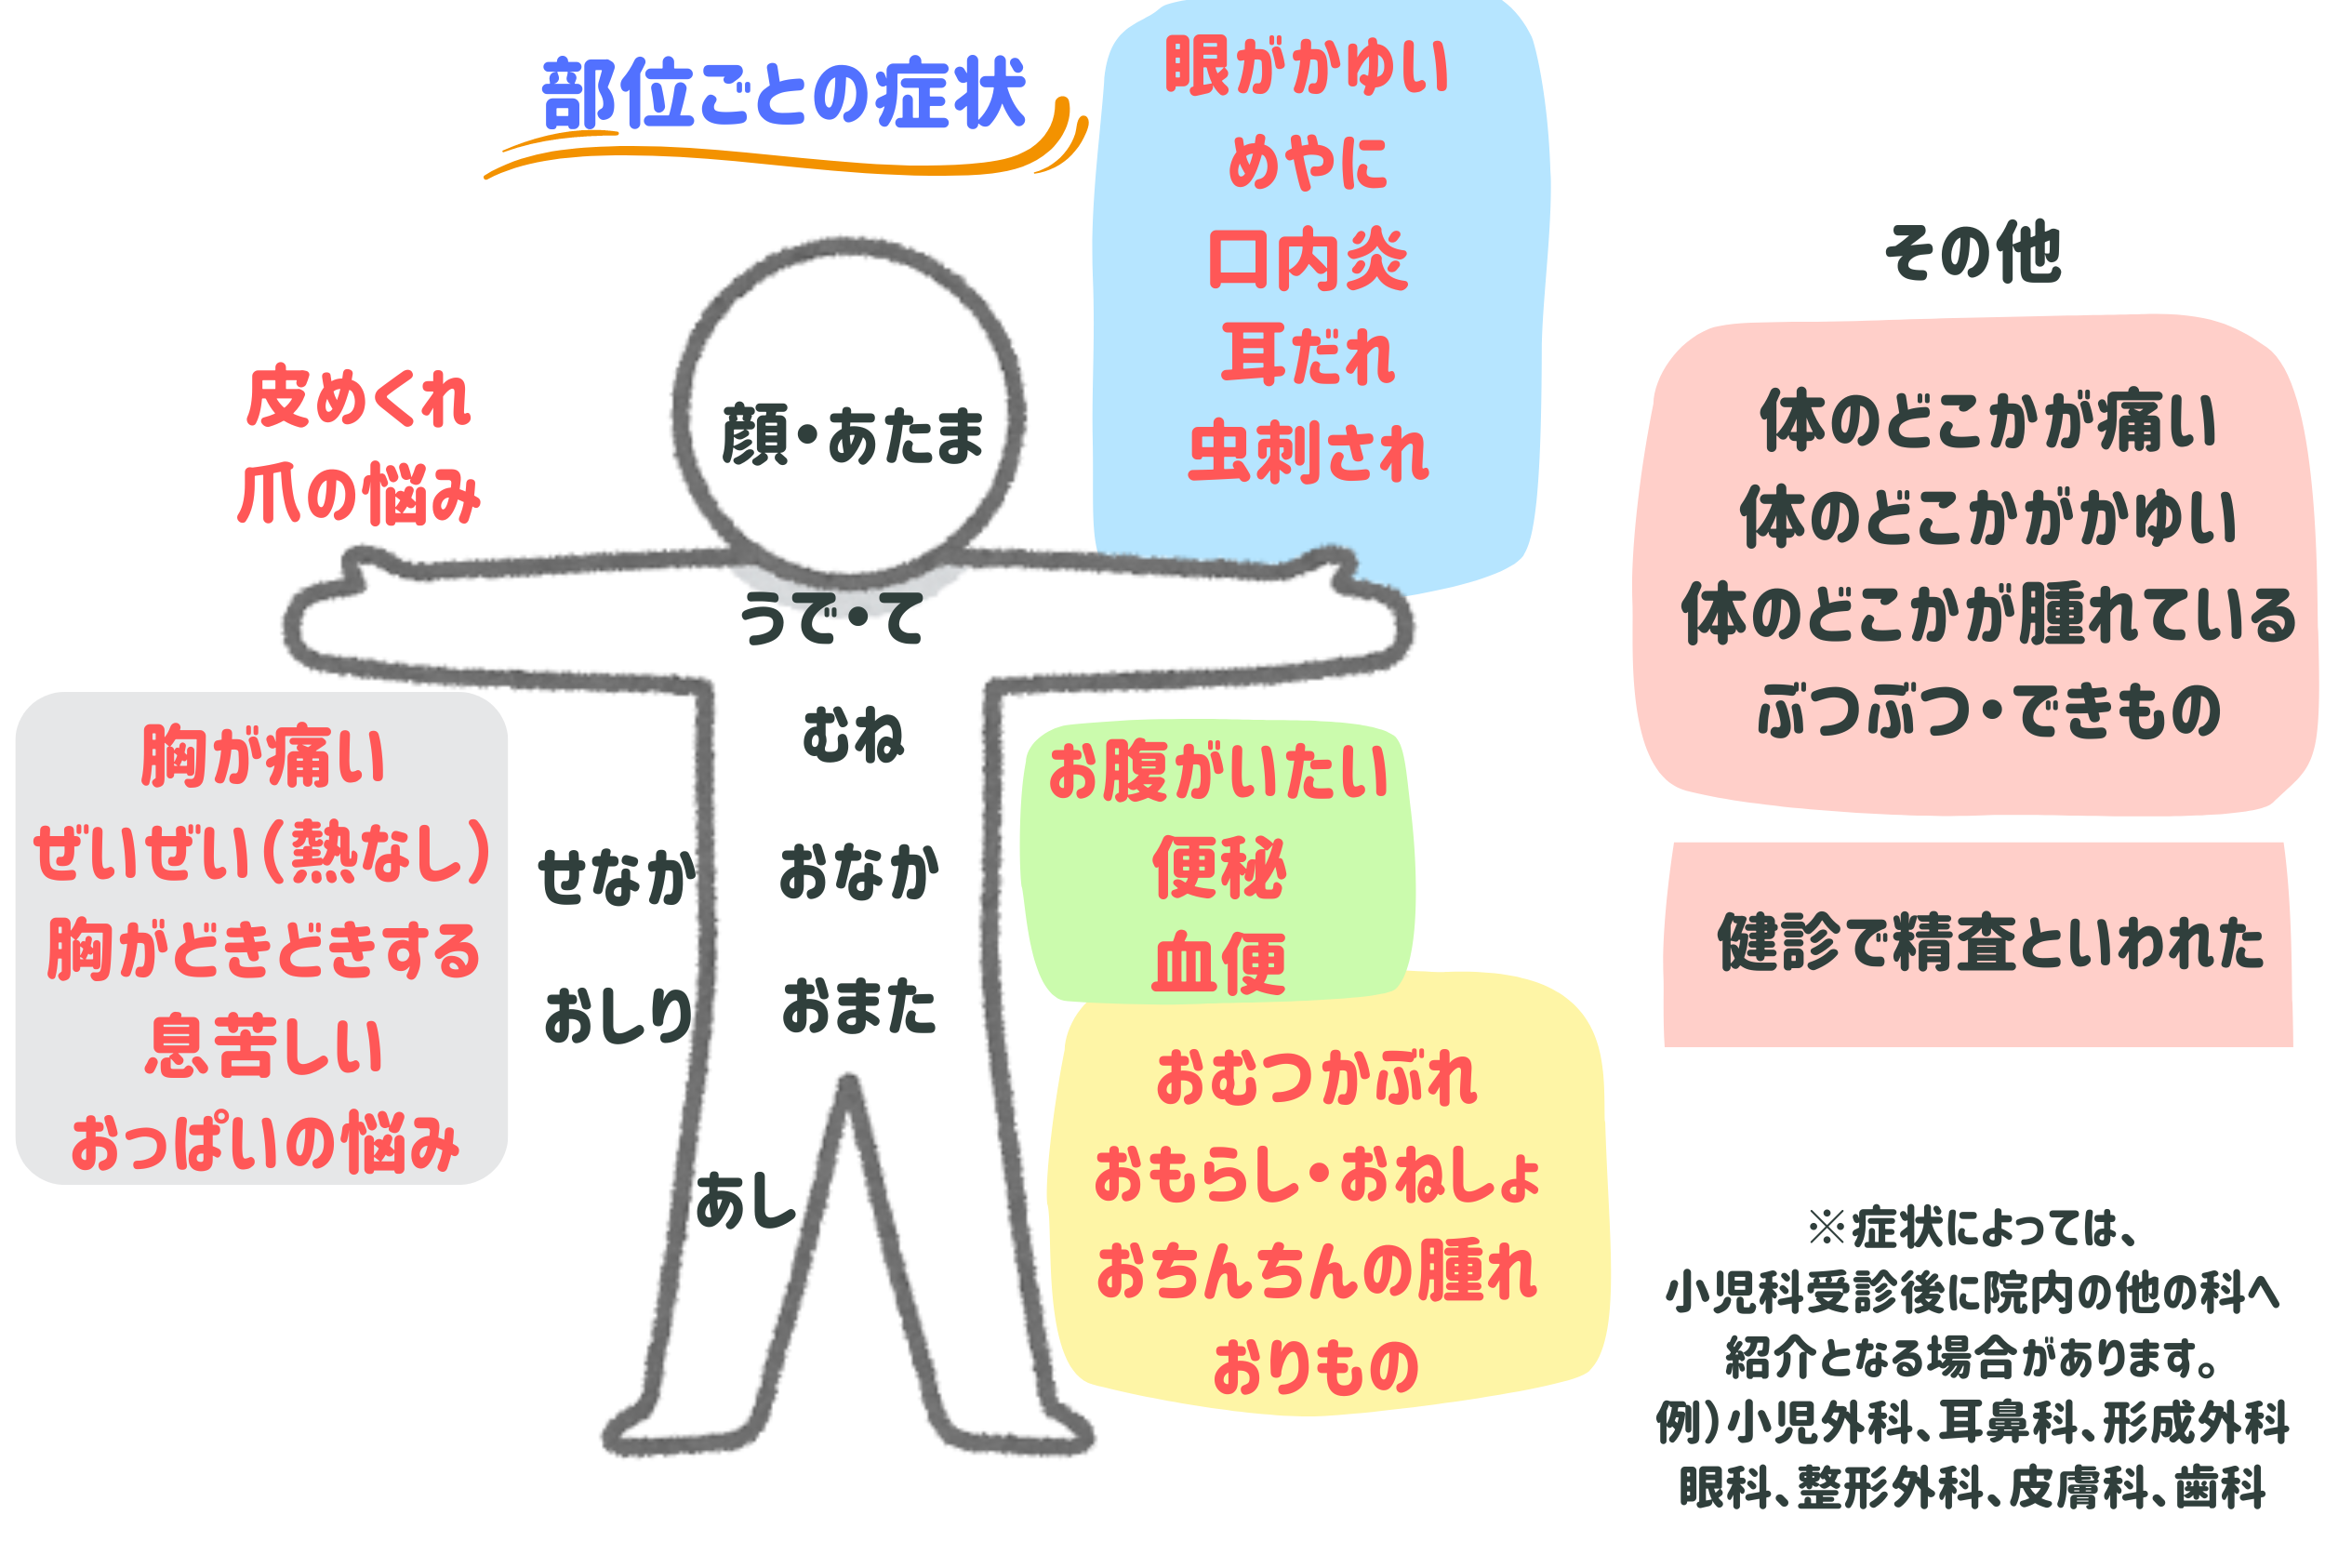 部位ごとの症状
眼がかゆい
めやに
口内炎
耳だれ
虫刺され
皮めくれ
爪の悩み
顔・あたま
うで・て
むね
せなか
おなか
おしり
おまた
あし
胸が痛い
ぜいぜい(熱なし)
胸がどきどきする
息苦しい
おっぱいの悩み
お腹がいたい
便秘
血便
おむつかぶれ
おもらし・おねしょ
おちんちんの腫れ
おりもの
その他
体のどこかが痛い
体のどこかがかゆい
体のどこかが腫れている
ぶつぶつ・できもの
健診で精査といわれた
※症状によっては、
小児科受診後に院内の他の科へ
紹介となる場合があります。
例)小児外科、耳鼻科、形成外科
眼科、整形外科、皮膚科、歯科